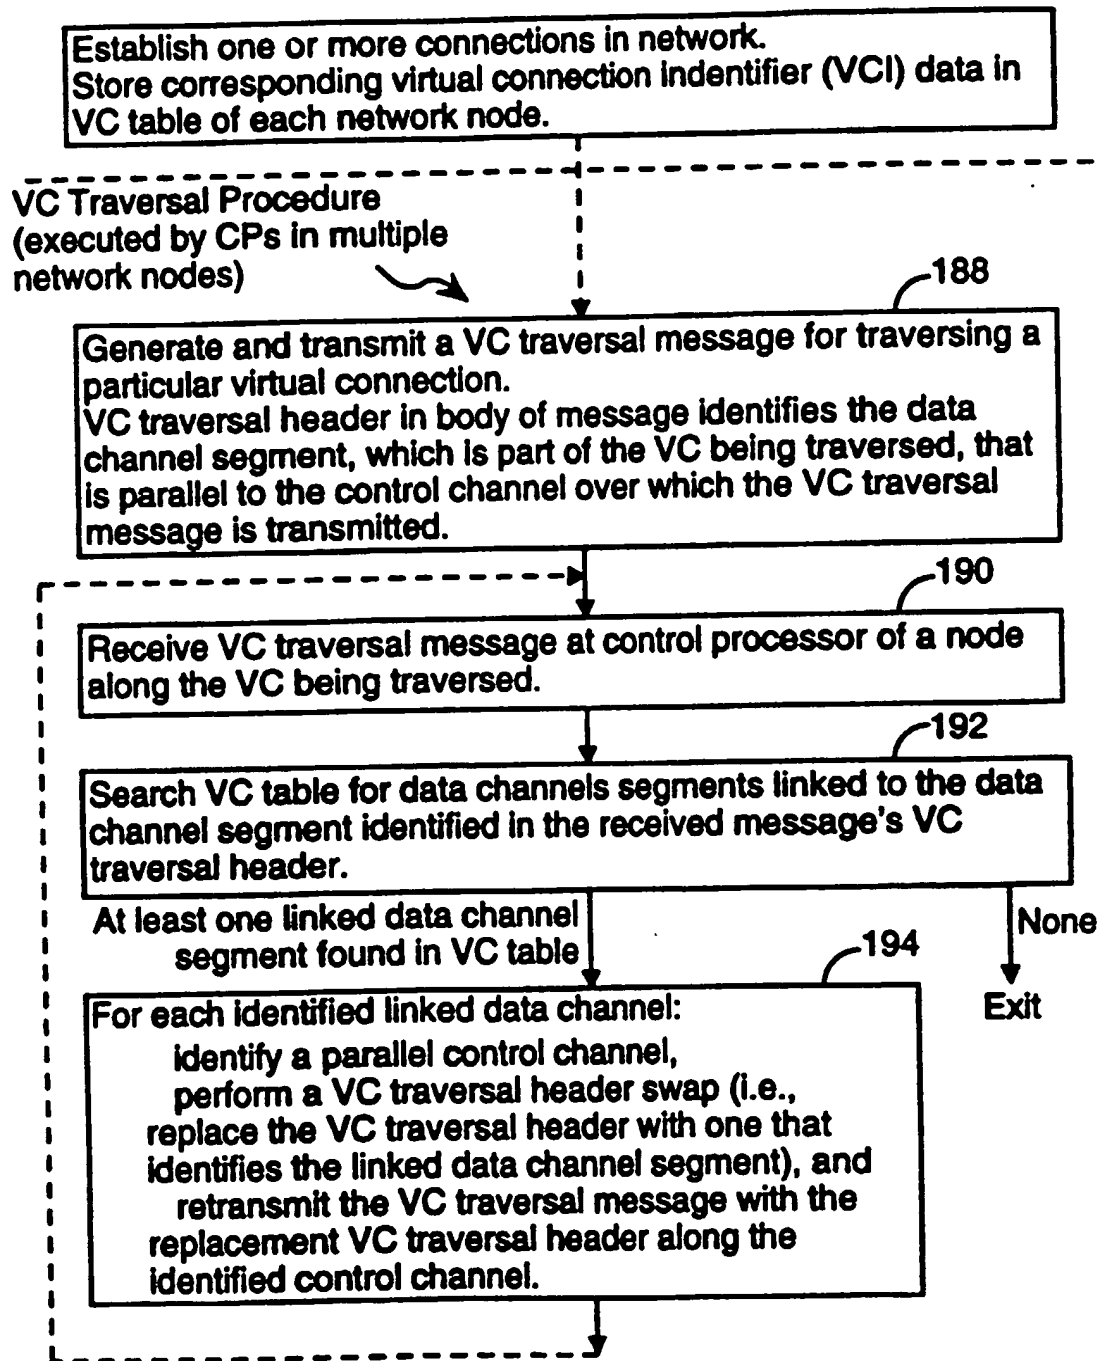 Establish one or more connections in network.
Store corresponding virtual connection indentifier (VCI) data in
VC table of each network node.
VC Traversal Procedure
(executed by CPs in multiple
network nodes)
188
Generate and transmit a VC traversal message for traversing a
particular virtual connection.
VC traversal header in body of message identifies the data
channel segment, which is part of the VC being traversed, that
is parallel to the control channel over which the VC traversal
message is transmitted.
190
Receive VC traversal message at control processor of a node
along the VC being traversed.
192
Search VC table for data channels segments linked to the data
channel segment identified in the received message's VC
traversal header.
At least one linked data channel
segment found in VC table
None
Exit
194
For each identified linked data channel:
identify a parallel control channel,
perform a VC traversal header swap (i.e.,
replace the VC traversal header with one that
identifies the linked data channel segment), and
retransmit the VC traversal message with the
replacement VC traversal header along the
identified control channel.